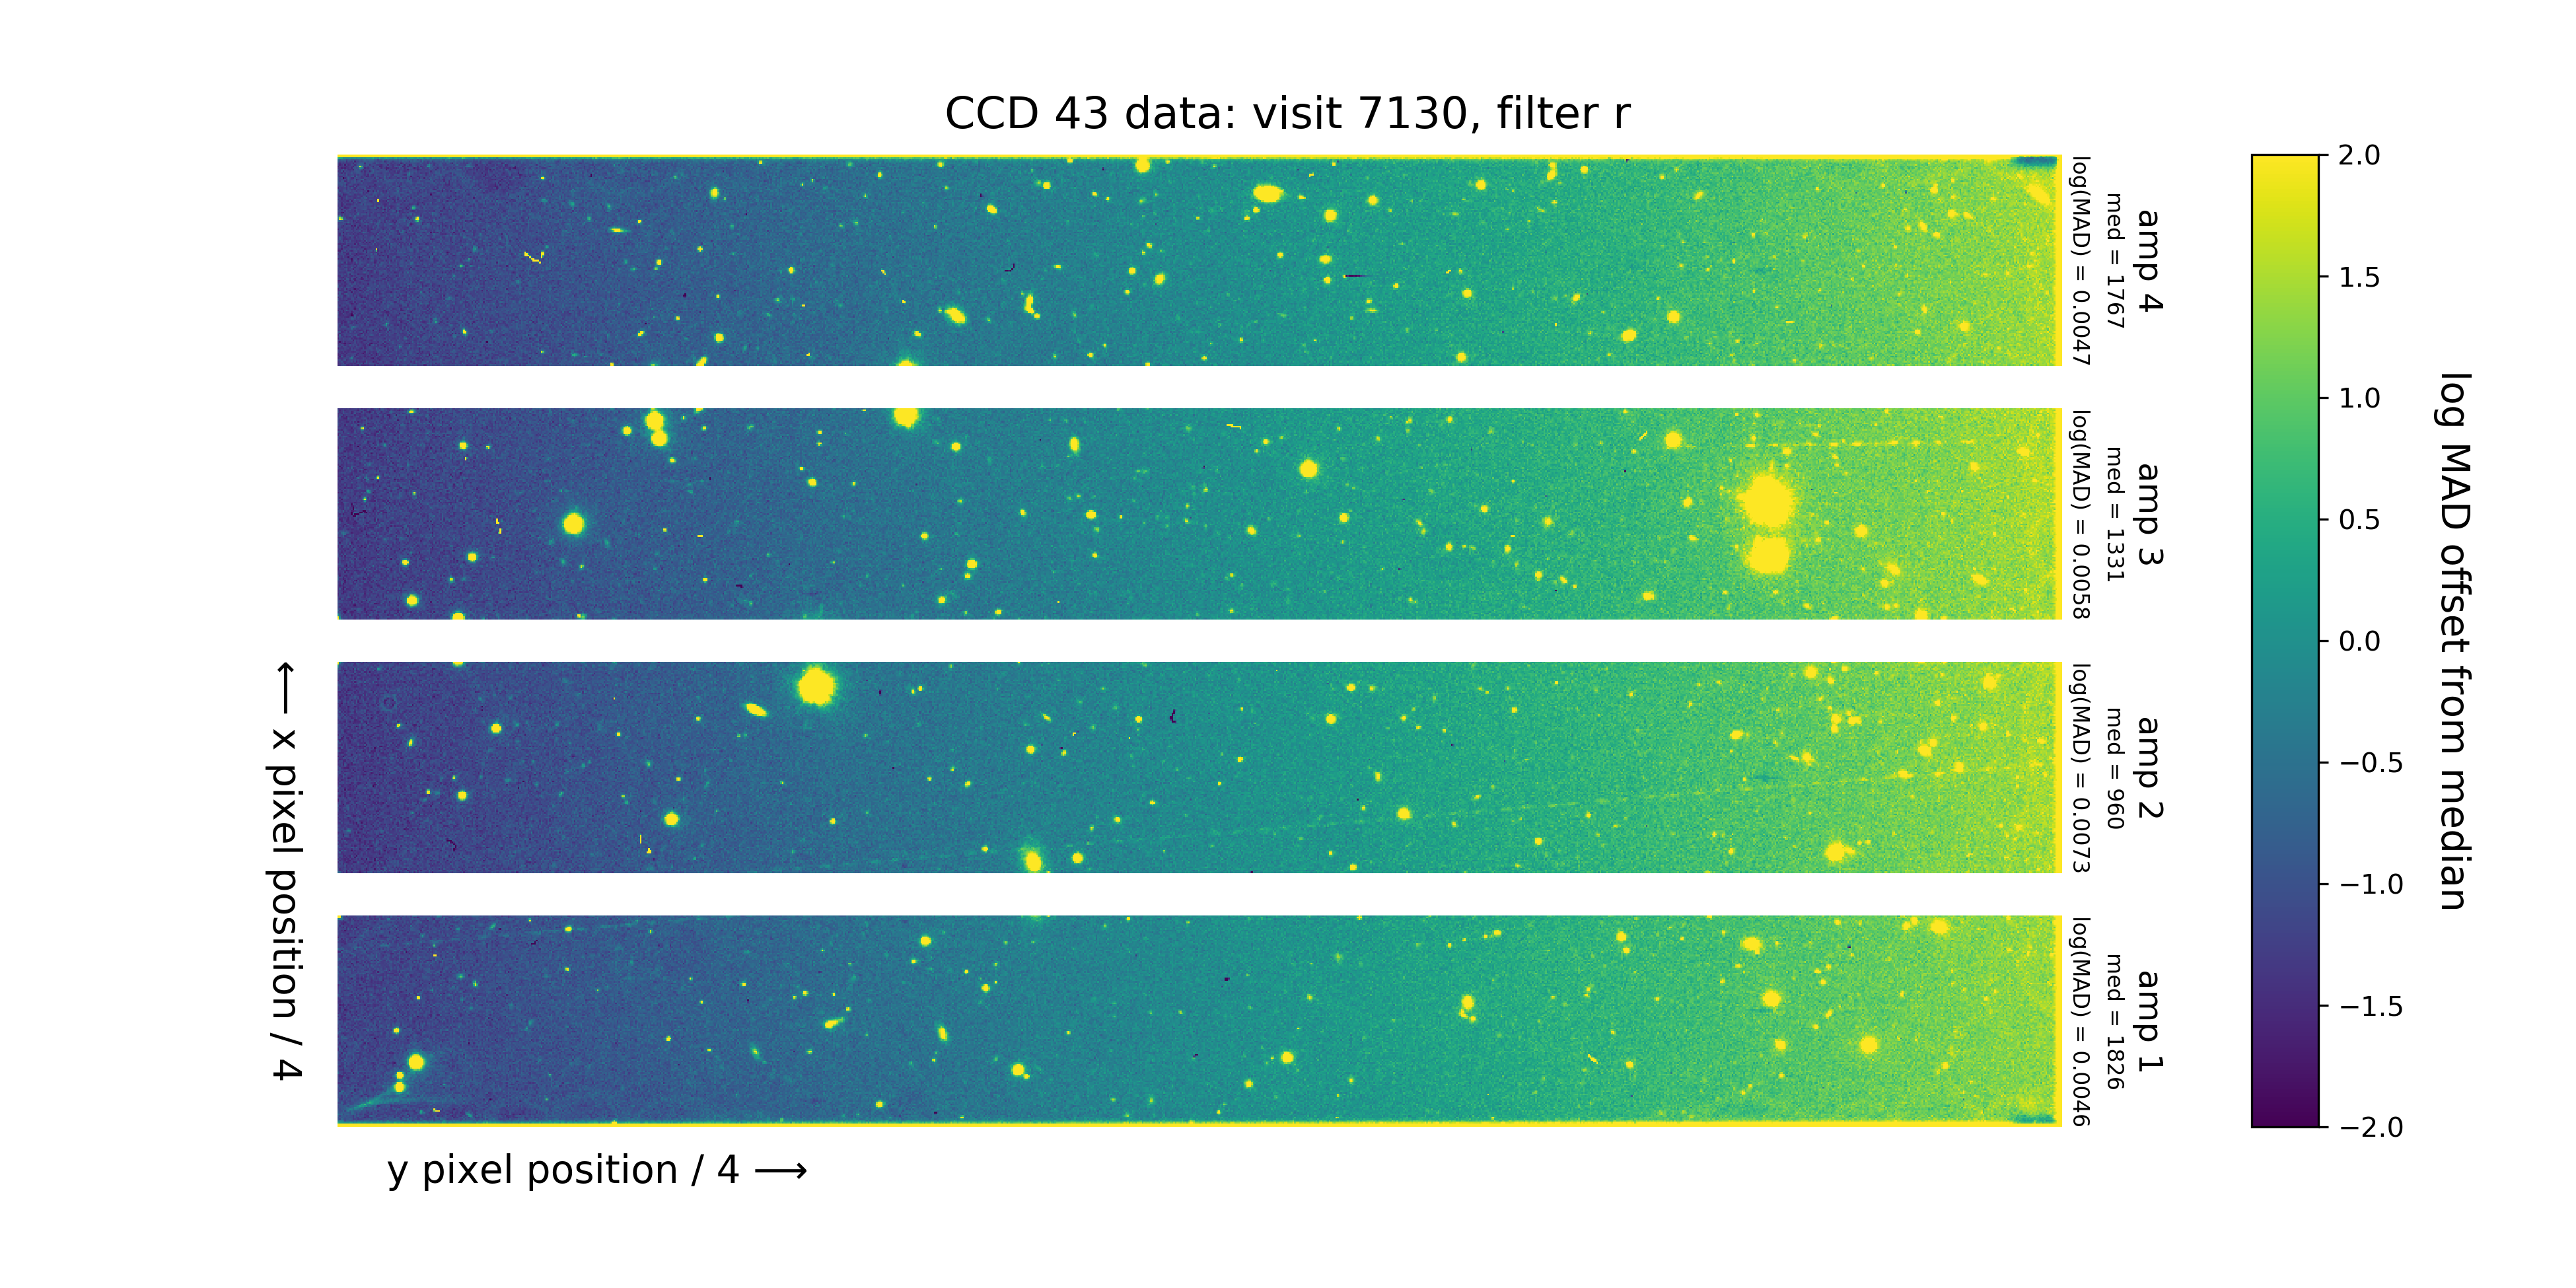 CCD 43 data: visit 7130, filter r
amp 4
med = 1767
log(MAD) = 0.0047
amp 3
med = 1331
log(MAD) = 0.0058
amp 2
med = 960
log(MAD) = 0.0073
amp 1
med = 1826
log(MAD) = 0.0046
⟵ x pixel position / 4
y pixel position / 4 ⟶
2.0
1.5
1.0
0.5
0.0
−0.5
−1.0
−1.5
−2.0
log MAD offset from median